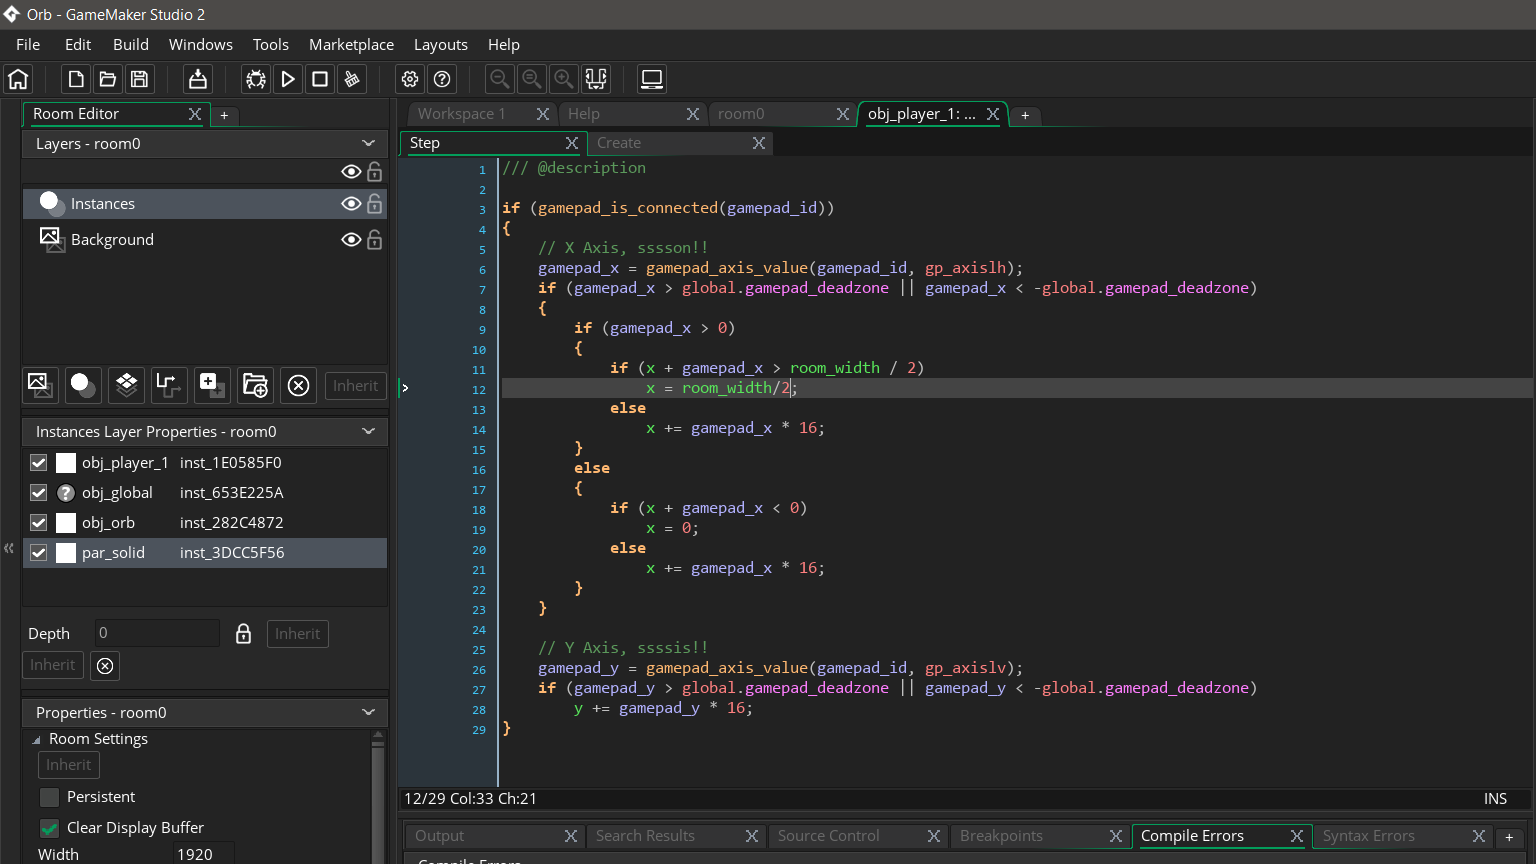 Orb - GameMaker Studio 2
File Edit Build Windows Tools Marketplace Layouts Help
Room Editor
Layers - room0
Instances
Background
Inherit
Instances Layer Properties - room0
obj_player_1 inst_1E0585F0
obj_global inst_653E225A
obj_orb inst_282C4872
par_solid inst_3DCC5F56
Depth 0 Inherit
Inherit
Properties - room0
Room Settings
Inherit
Persistent
Clear Display Buffer
Width 1920
Workspace 1 Help room0 obj_player_1: ... +
Step Create
1 /// @description
2
3 if (gamepad_is_connected(gamepad_id))
4 {
5 // X Axis, sssson!!
6 gamepad_x = gamepad_axis_value(gamepad_id, gp_axislh);
7 if (gamepad_x > global.gamepad_deadzone || gamepad_x < -global.gamepad_deadzone)
8 {
9 if (gamepad_x > 0)
10 {
11 if (x + gamepad_x > room_width / 2)
12 x = room_width/2;
13 else
14 x += gamepad_x * 16;
15 }
16 else
17 {
18 if (x + gamepad_x < 0)
19 x = 0;
20 else
21 x += gamepad_x * 16;
22 }
23 }
24
25 // Y Axis, ssssis!!
26 gamepad_y = gamepad_axis_value(gamepad_id, gp_axislv);
27 if (gamepad_y > global.gamepad_deadzone || gamepad_y < -global.gamepad_deadzone)
28 y += gamepad_y * 16;
29 }
12/29 Col:33 Ch:21 INS
Output Search Results Source Control Breakpoints Compile Errors Syntax Errors +
Compile Errors